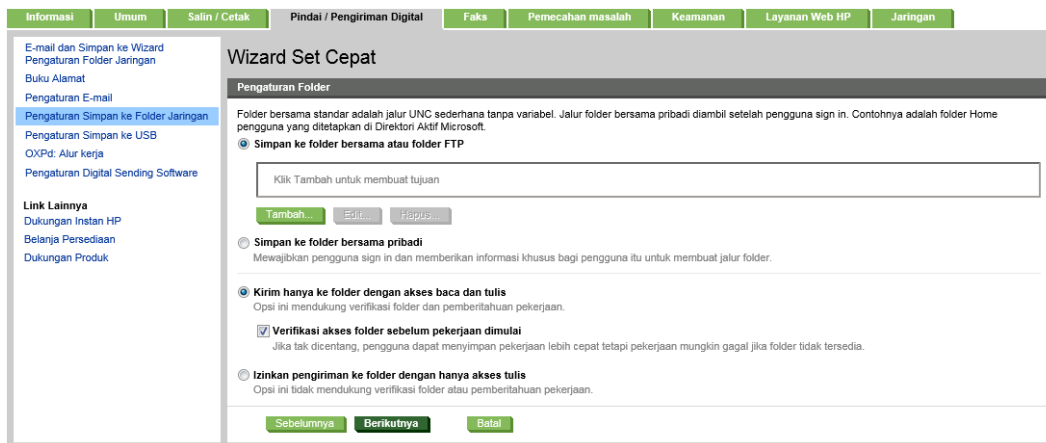 Informasi
Umum
Salin / Cetak
Pindai / Pengiriman Digital
Faks
Pemecahan masalah
Keamanan
Layanan Web HP
Jaringan
E-mail dan Simpan ke Wizard
Pengaturan Folder Jaringan
Buku Alamat
Pengaturan E-mail
Pengaturan Simpan ke Folder Jaringan
Pengaturan Simpan ke USB
OXPd: Alur kerja
Pengaturan Digital Sending Software
Link Lainnya
Dukungan Instan HP
Belanja Persediaan
Dukungan Produk
Wizard Set Cepat
Pengaturan Folder
Folder bersama standar adalah jalur UNC sederhana tanpa variabel. Jalur folder bersama pribadi diambil setelah pengguna sign in. Contohnya adalah folder Home
pengguna yang ditetapkan di Direktori Aktif Microsoft.
Simpan ke folder bersama atau folder FTP
Klik Tambah untuk membuat tujuan
Tambah...
Edit...
Hapus...
Simpan ke folder bersama pribadi
Mewajibkan pengguna sign in dan memberikan informasi khusus bagi pengguna itu untuk membuat jalur folder.
Kirim hanya ke folder dengan akses baca dan tulis
Opsi ini mendukung verifikasi folder dan pemberitahuan pekerjaan.
Verifikasi akses folder sebelum pekerjaan dimulai
Jika tak dicentang, pengguna dapat menyimpan pekerjaan lebih cepat tetapi pekerjaan mungkin gagal jika folder tidak tersedia.
Izinkan pengiriman ke folder dengan hanya akses tulis
Opsi ini tidak mendukung verifikasi folder atau pemberitahuan pekerjaan.
Sebelumnya
Berikutnya
Batal